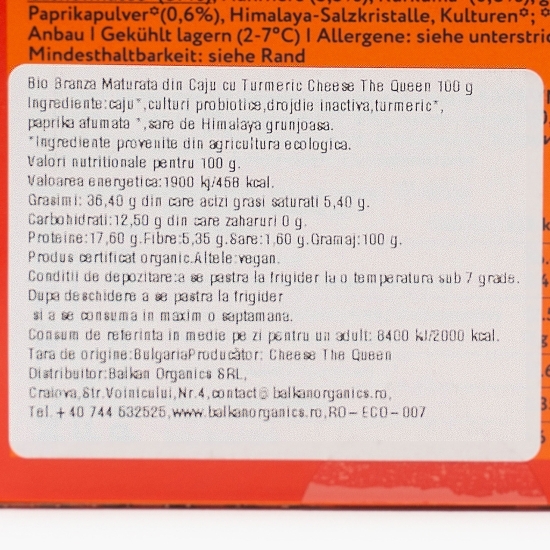 Paprikapulver°(0,6%), Himalaya-Salzkristalle, Kulturen°; °
Anbau I Gekühlt lagern (2-7°C) I Allergene: siehe unterstric
Mindesthaltbarkeit: siehe Rand
Bio Branza Maturata din Caju cu Turmeric Cheese The Queen 100 g
Ingrediente:caju*,culturi probiotice,drojdie inactiva,turmeric*,
paprika afumata *,sare de Himalaya grunjoasa.
*Ingrediente provenite din agricultura ecologica.
Valori nutritionale pentru 100 g.
Valoarea energetica:1900 kj/458 kcal.
Grasimi: 36,40 g din care acizi grasi saturati 5,40 g.
Carbohidrati:12,50 g din care zaharuri 0 g.
Proteine:17,60 g.Fibre:5,35 g.Sare:1,60 g.Gramaj:100 g.
Produs certificat organic.Altele:vegan.
Conditii de depozitare:a se pastra la frigider la o temperatura sub 7 grade.
Dupa deschidere a se pastra la frigider
si a se consuma in maxim o saptamana.
Consum de referinta in medie pe zi pentru un adult: 8400 kJ/2000 kcal.
Tara de origine:BulgariaProducător: Cheese The Queen
Distribuitor:Balkan Organics SRL,
Craiova,Str.Voinicului,Nr.4,contact@balkanorganics.ro,
Tel.+40 744 532525,www.balkanorganics.ro,RO-ECO-007